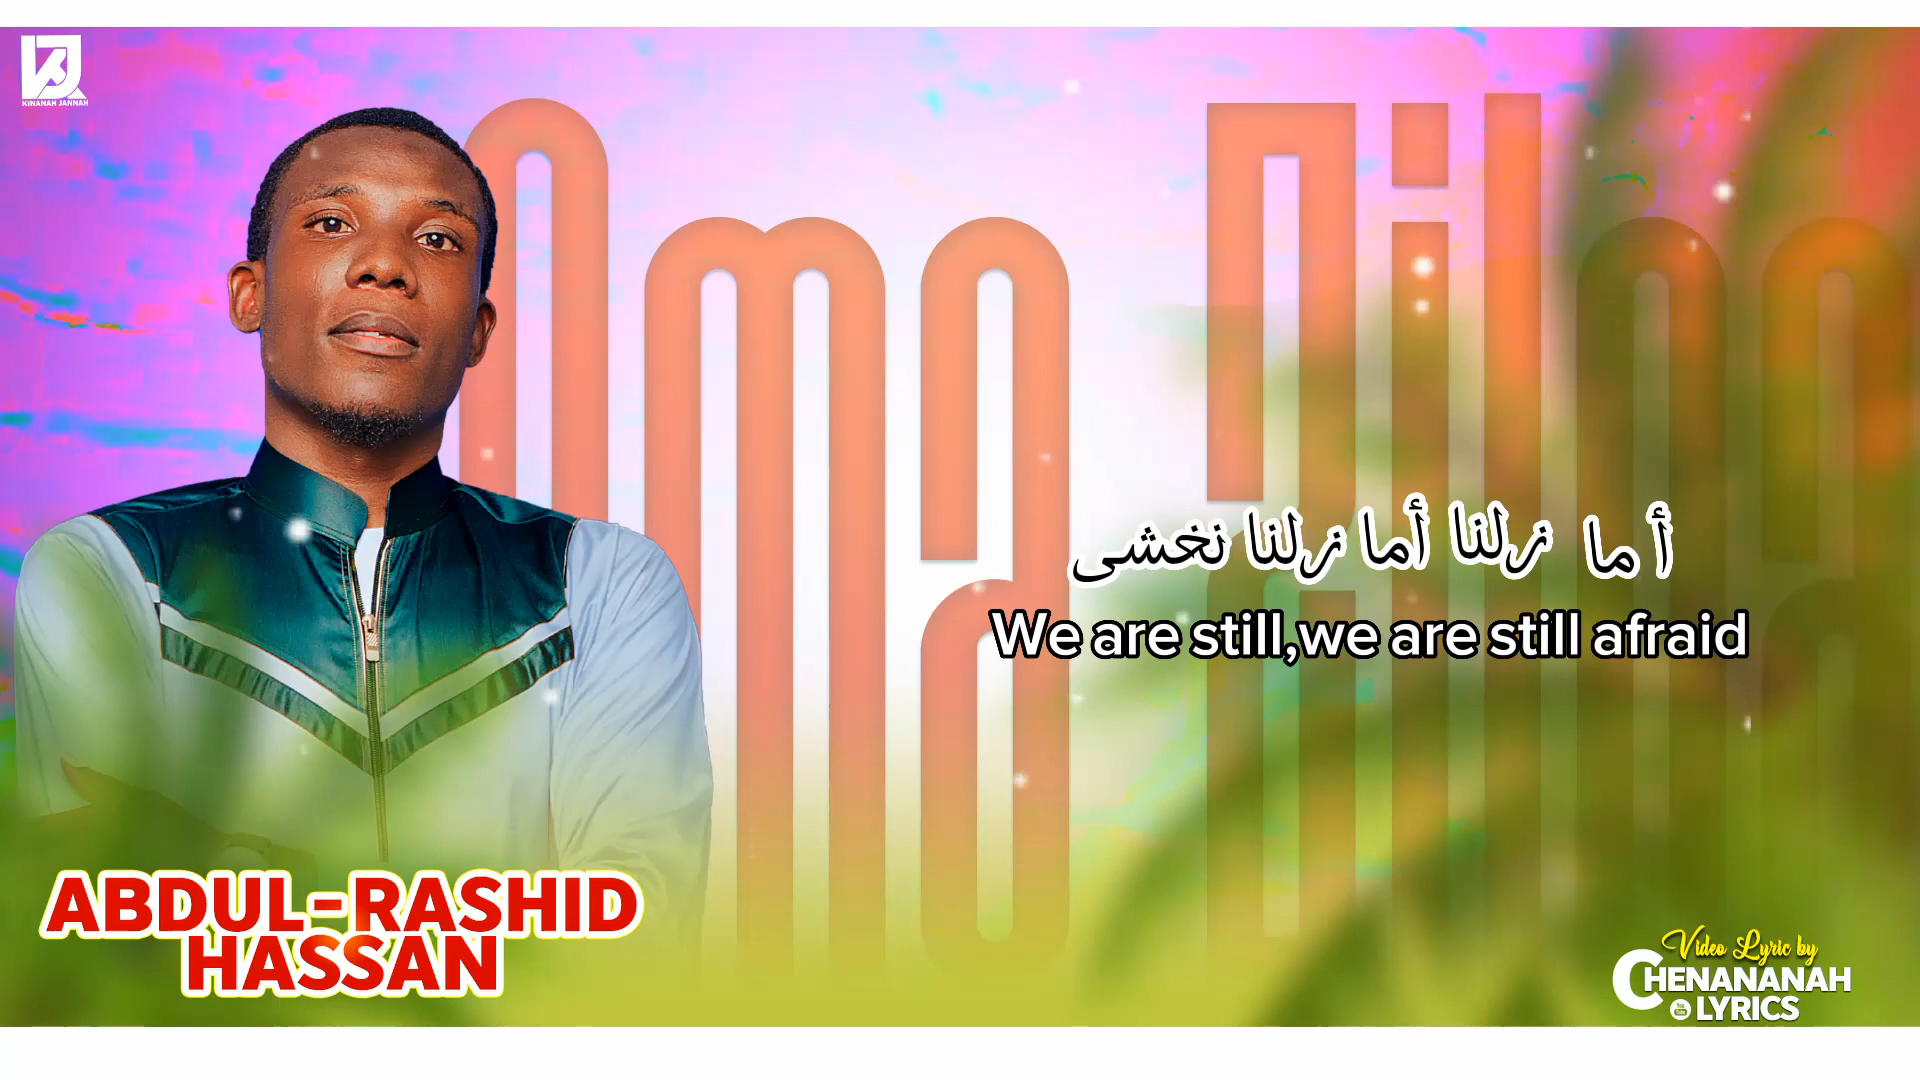 KINANAH JANNAH
أ ما زلنا أما زلنا نخشى
We are still,we are still afraid
ABDUL-RASHID
HASSAN
Video Lyric by
CHENANANAH
LYRICS